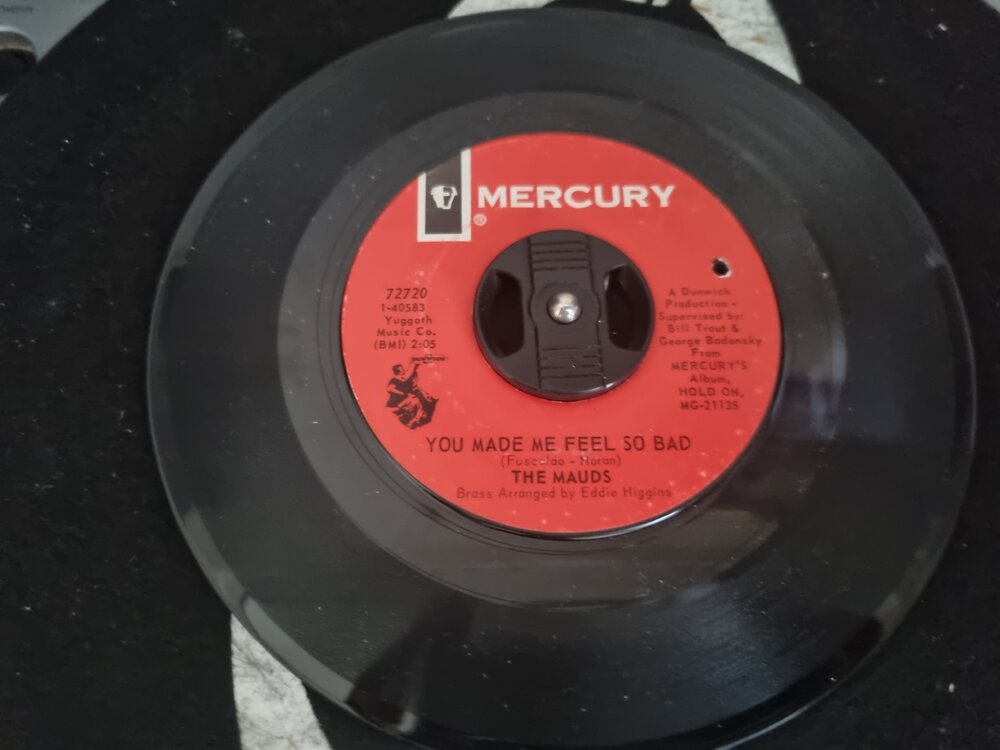 MERCURY
®
72720
1-40583
Yuggoth
Music Co.
(BMI) 2:05
A Dunwich
Production -
Supervised by:
Bill Traut &
George Badonsky
From
MERCURY'S
Album,
HOLD ON,
MG-21135
YOU MADE ME FEEL SO BAD
(Fuscaldo - Horan)
THE MAUDS
Brass Arranged by Eddie Higgins